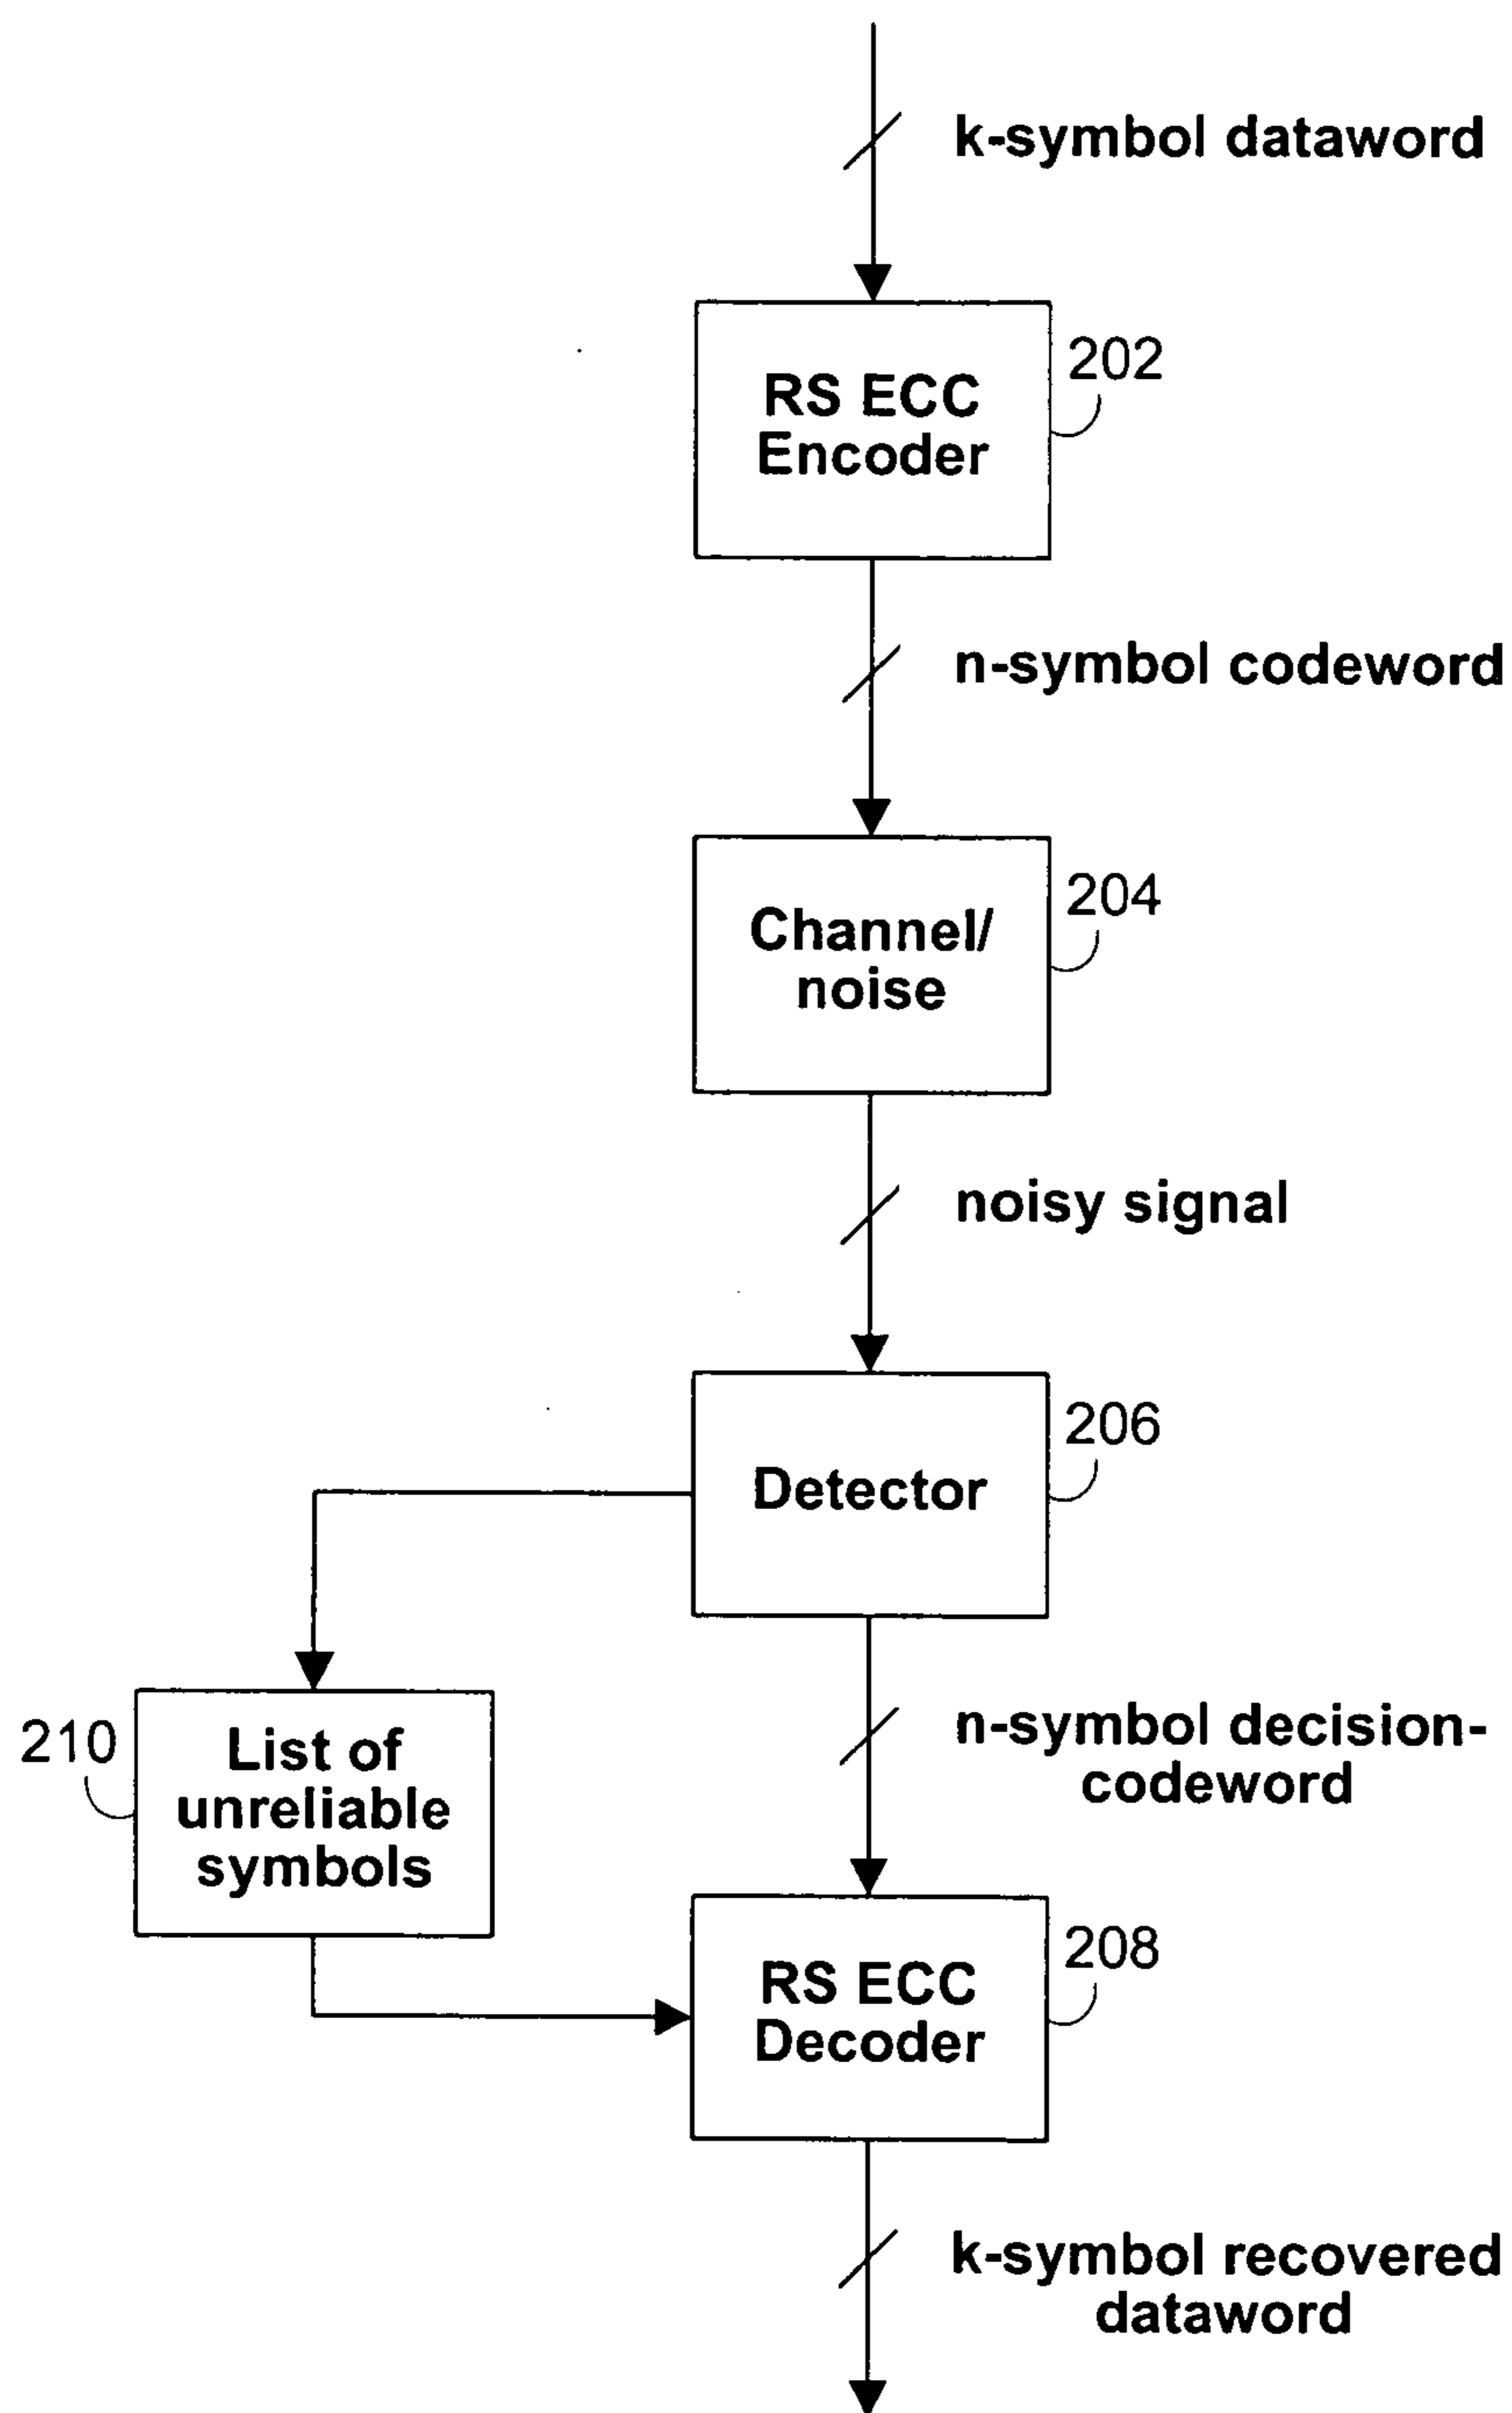 k-symbol dataword
RS ECC
Encoder
202
n-symbol codeword
Channel/
noise
204
noisy signal
Detector
206
List of
unreliable
symbols
210
n-symbol decision-
codeword
RS ECC
Decoder
208
k-symbol recovered
dataword